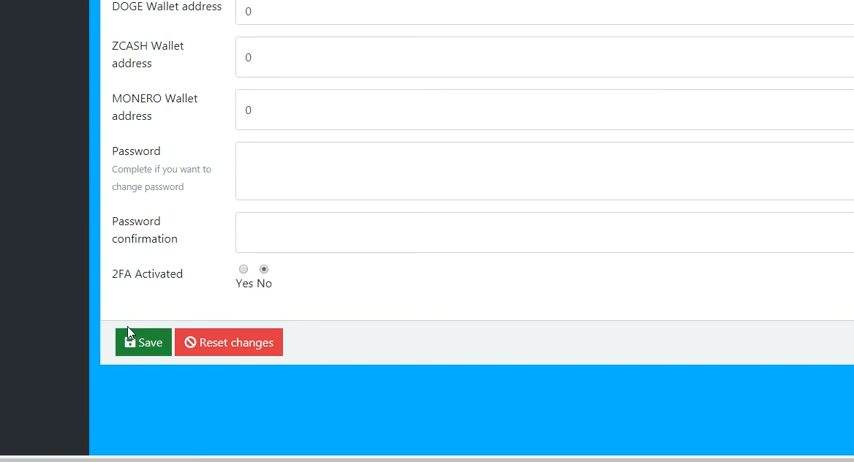 DOGE Wallet address
0
ZCASH Wallet
address
0
MONERO Wallet
address
0
Password
Complete if you want to
change password
Password
confirmation
2FA Activated
Yes No
Save
Reset changes